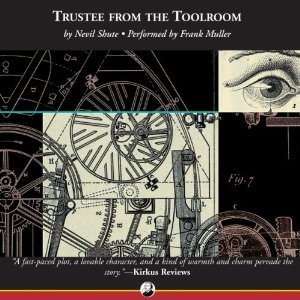 TRUSTEE FROM THE TOOLROOM
by Nevil Shute • Performed by Frank Muller
Fig. 7
"A fast-paced plot, a lovable character, and a kind of warmth and charm pervade the
story."—Kirkus Reviews